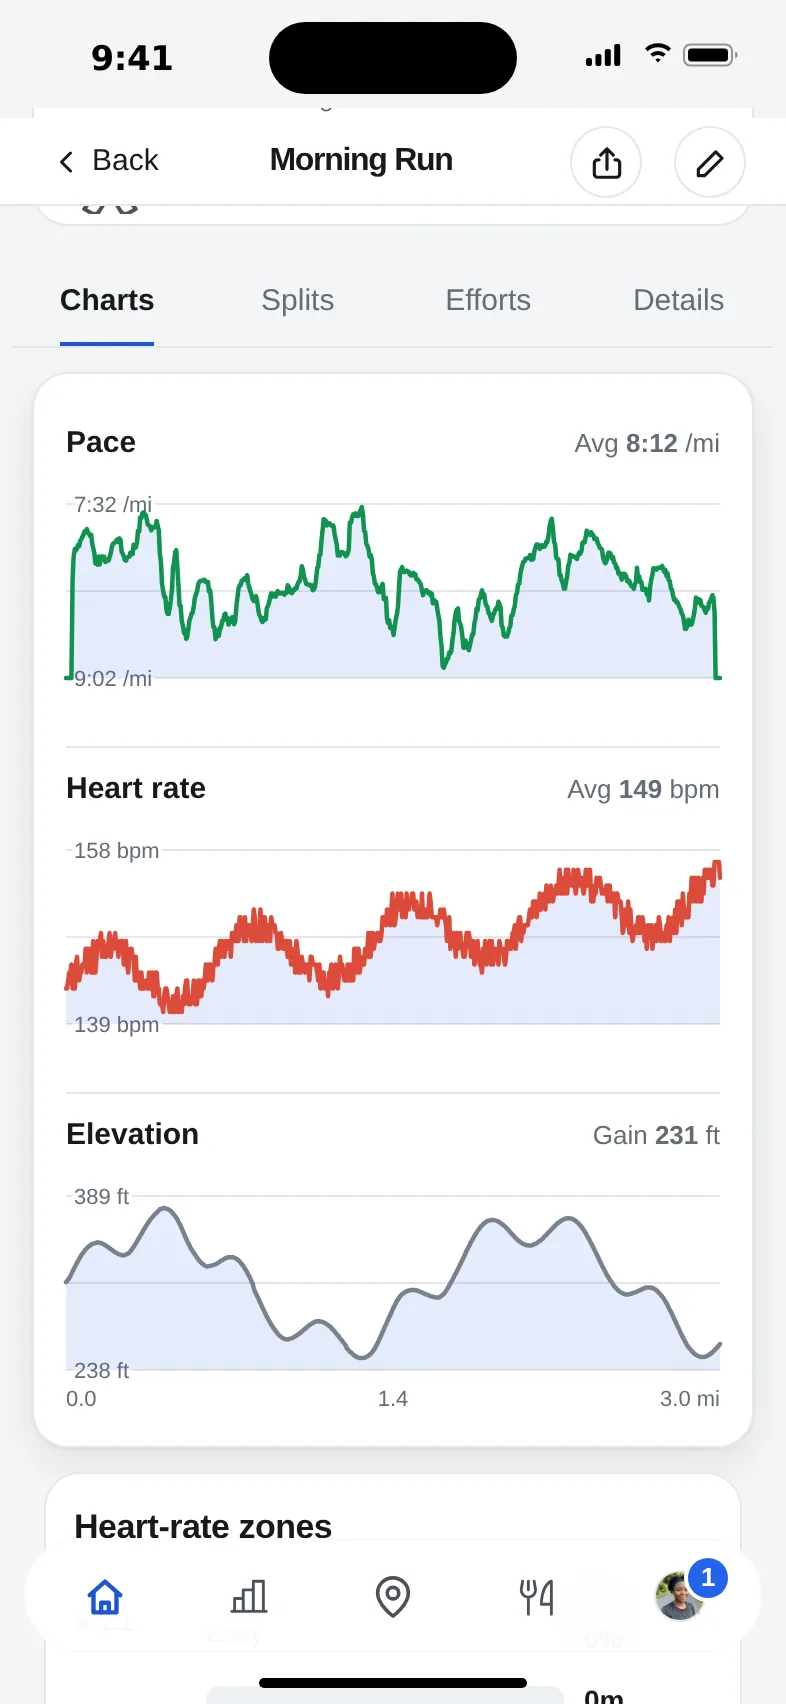 9:41
Back
Morning Run
Charts
Splits
Efforts
Details
Pace
Avg 8:12 /mi
7:32 /mi
9:02 /mi
Heart rate
Avg 149 bpm
158 bpm
139 bpm
Elevation
Gain 231 ft
389 ft
238 ft
0.0
1.4
3.0 mi
Heart-rate zones
1
0%
0m